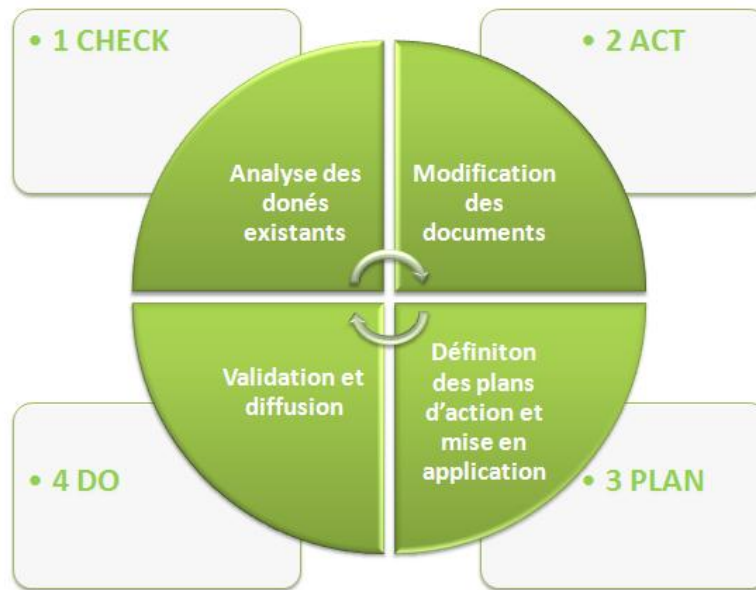 • 1 CHECK
• 2 ACT
Analyse des
donés
existants
Modification
des
documents
Validation et
diffusion
Définiton
des plans
d'action et
mise en
application
• 4 DO
• 3 PLAN